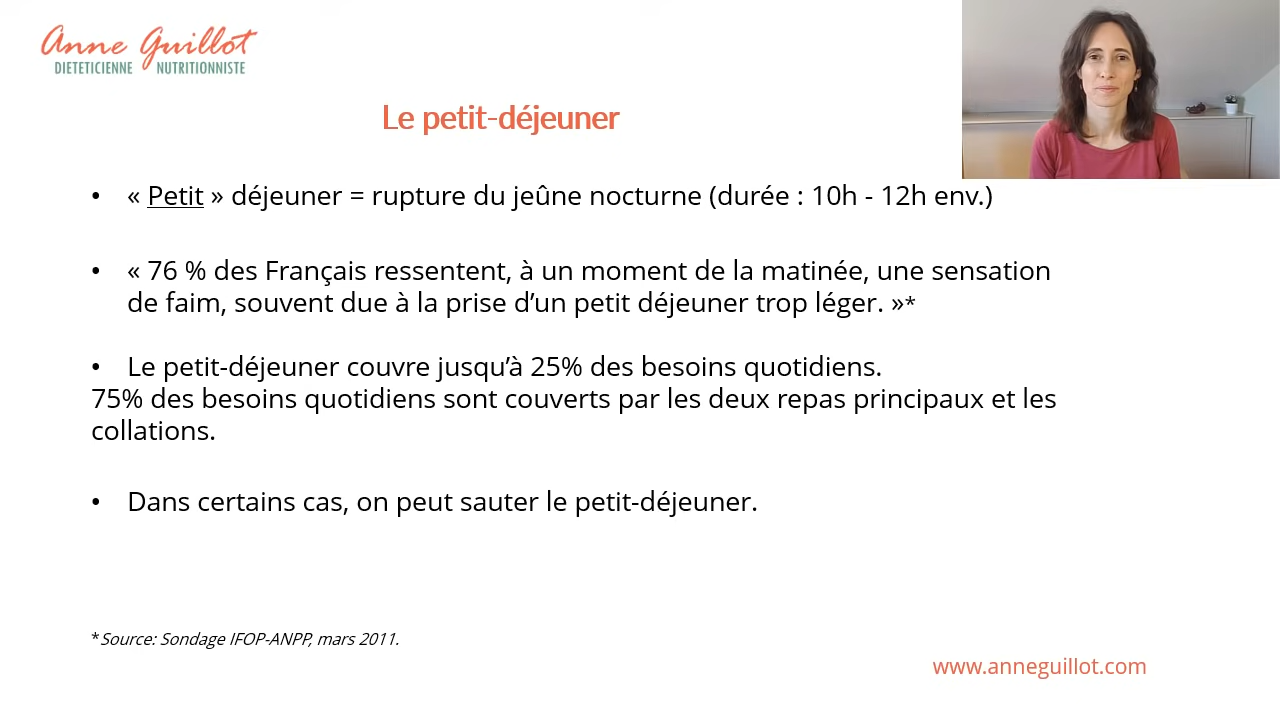 Anne Guillot
DIETETICIENNE NUTRITIONNISTE
Le petit-déjeuner
• « Petit » déjeuner = rupture du jeûne nocturne (durée : 10h - 12h env.)
• « 76 % des Français ressentent, à un moment de la matinée, une sensation
de faim, souvent due à la prise d’un petit déjeuner trop léger. »*
• Le petit-déjeuner couvre jusqu’à 25% des besoins quotidiens.
75% des besoins quotidiens sont couverts par les deux repas principaux et les
collations.
• Dans certains cas, on peut sauter le petit-déjeuner.
*Source: Sondage IFOP-ANPP, mars 2011.
www.anneguillot.com